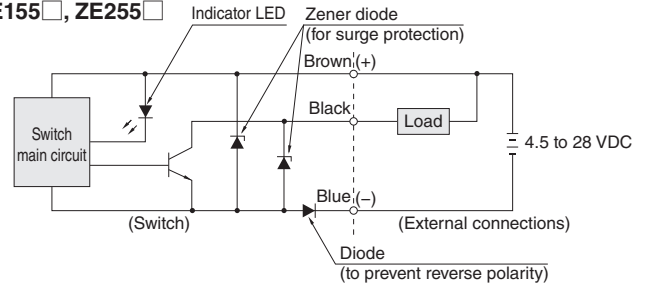 E155□, ZE255□
Indicator LED
Zener diode
(for surge protection)
Brown (+)
Black
Load
Switch
main circuit
4.5 to 28 VDC
Blue (−)
(Switch)
(External connections)
Diode
(to prevent reverse polarity)